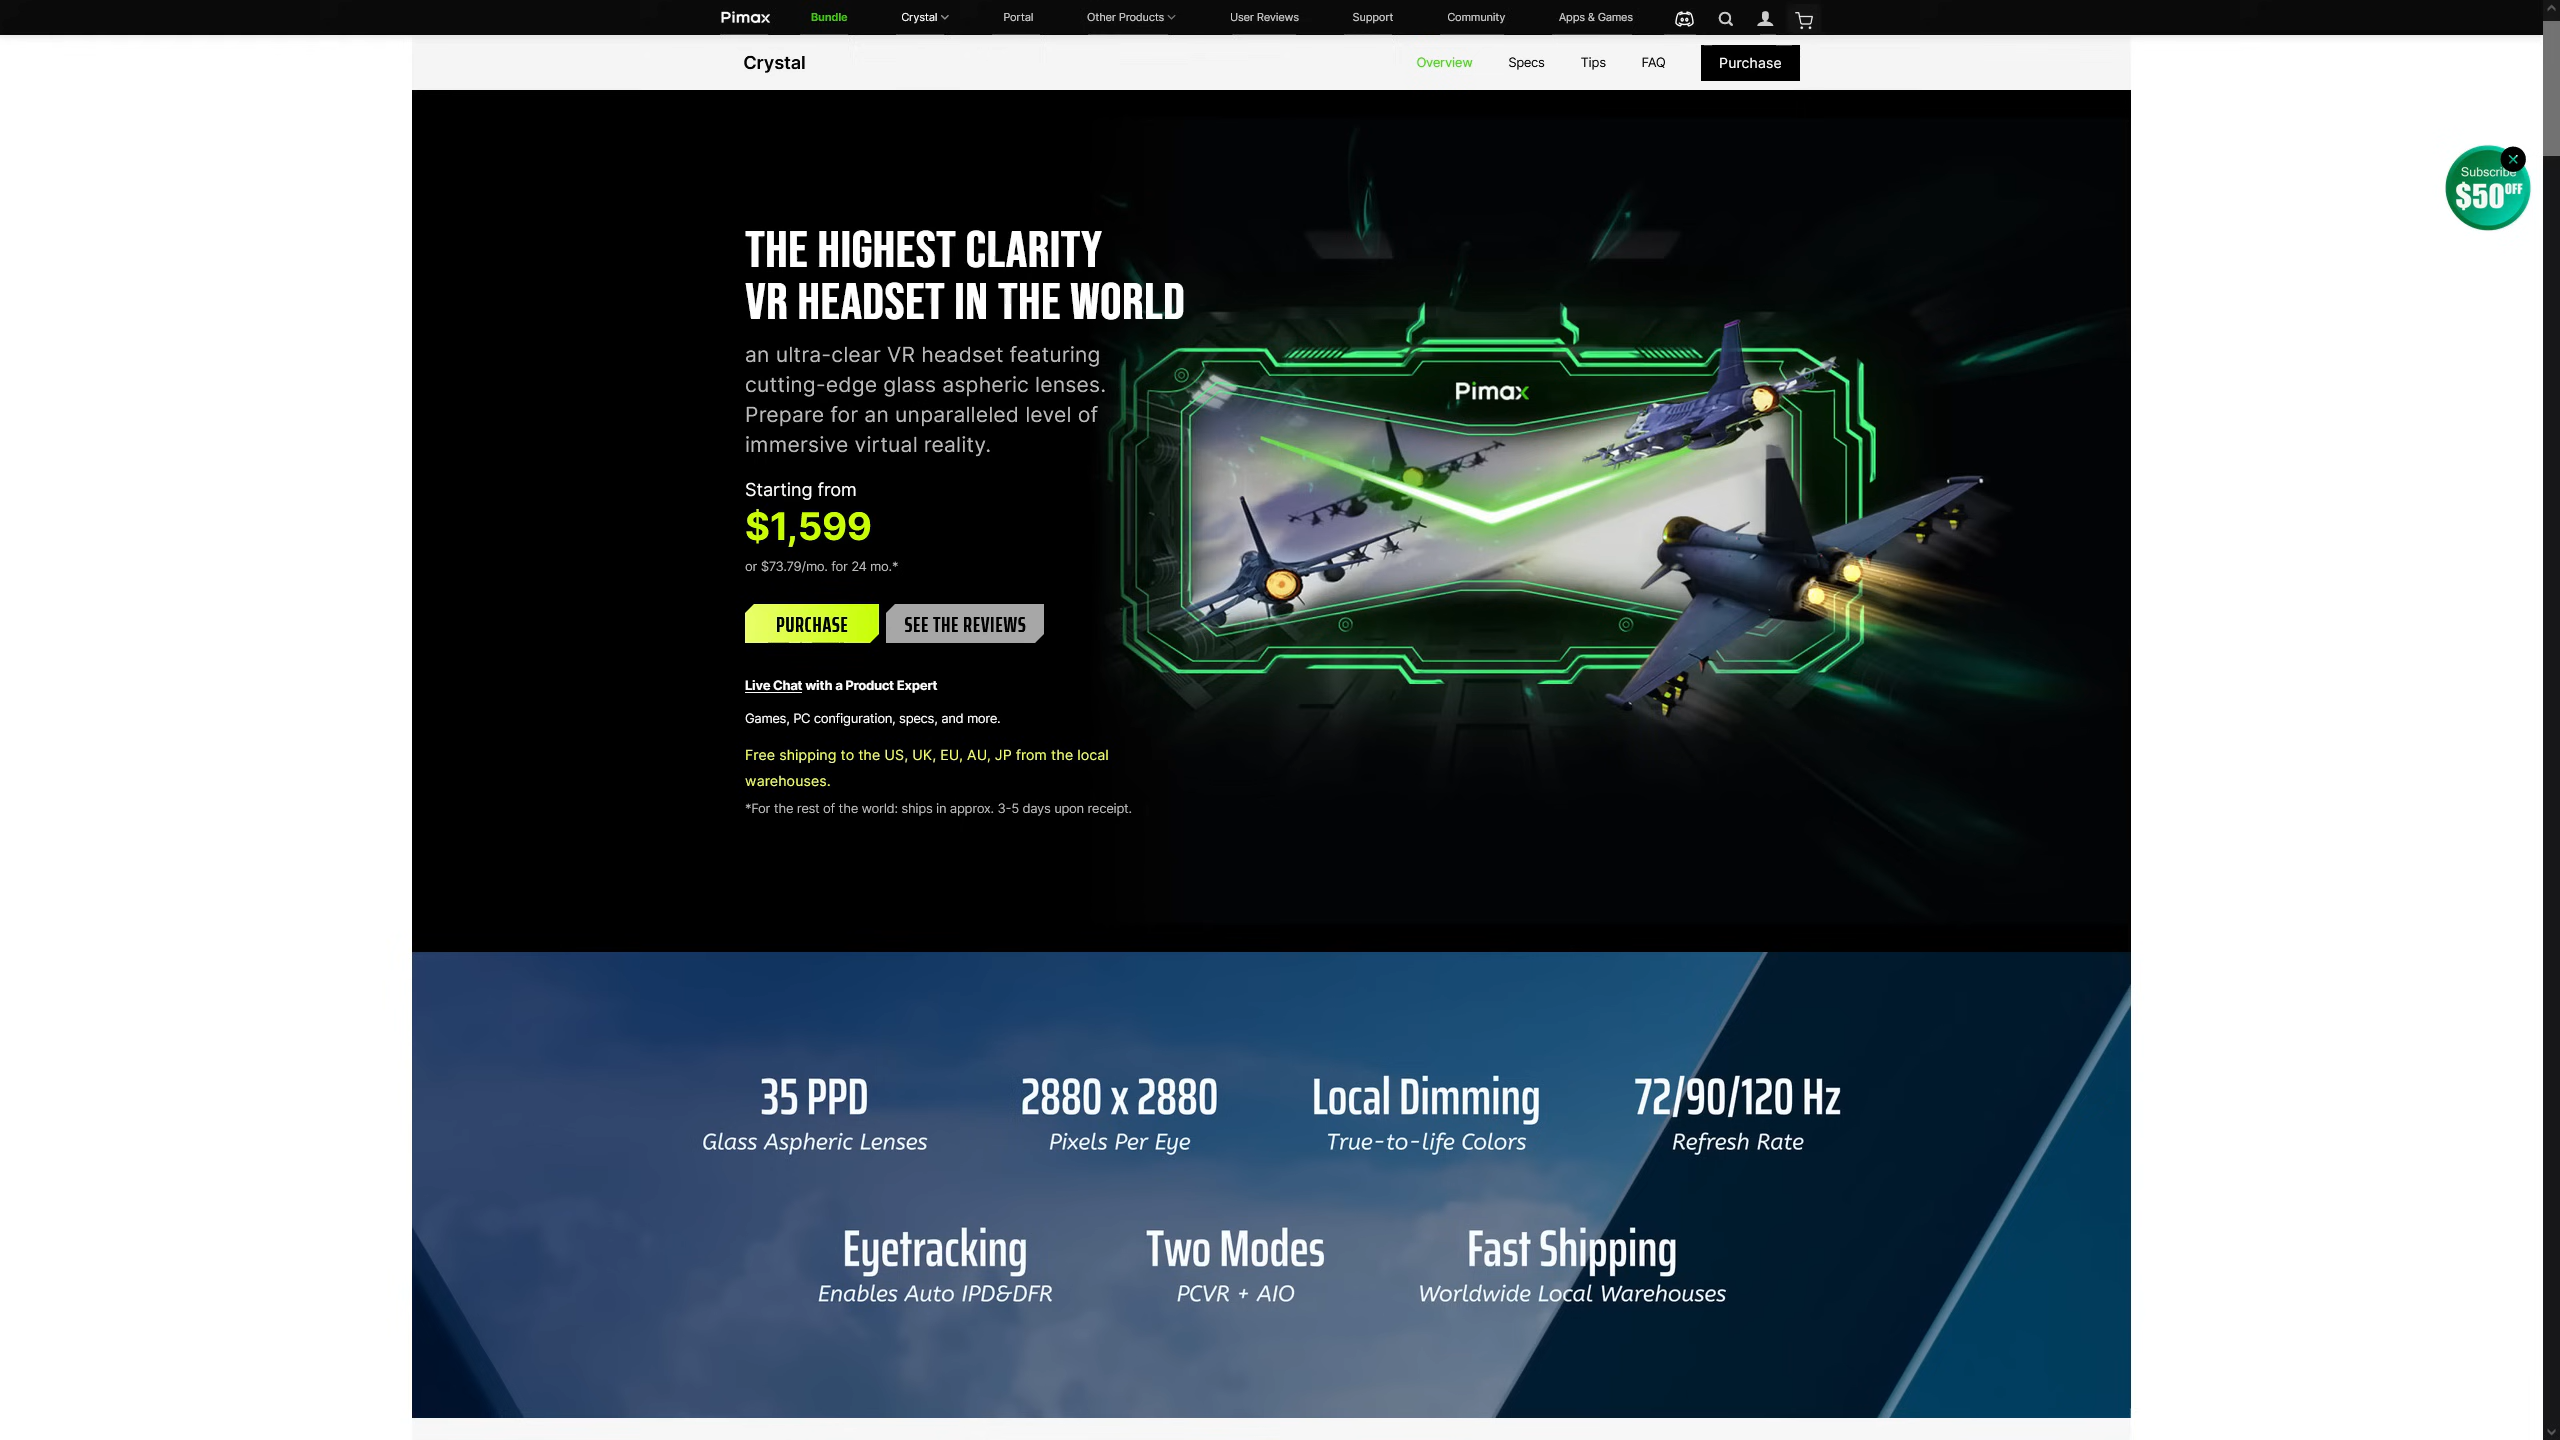 Pimax
Bundle
Crystal
Portal
Other Products
User Reviews
Support
Community
Apps & Games
Crystal
Overview
Specs
Tips
FAQ
Purchase
Subscribe
$50OFF
THE HIGHEST CLARITY
VR HEADSET IN THE WORLD
an ultra-clear VR headset featuring
cutting-edge glass aspheric lenses.
Prepare for an unparalleled level of
immersive virtual reality.
Starting from
$1,599
or $73.79/mo. for 24 mo.*
PURCHASE
SEE THE REVIEWS
Live Chat with a Product Expert
Games, PC configuration, specs, and more.
Free shipping to the US, UK, EU, AU, JP from the local
warehouses.
*For the rest of the world: ships in approx. 3-5 days upon receipt.
Pimax
35 PPD
Glass Aspheric Lenses
2880 x 2880
Pixels Per Eye
Local Dimming
True-to-life Colors
72/90/120 Hz
Refresh Rate
Eyetracking
Enables Auto IPD&DFR
Two Modes
PCVR + AIO
Fast Shipping
Worldwide Local Warehouses